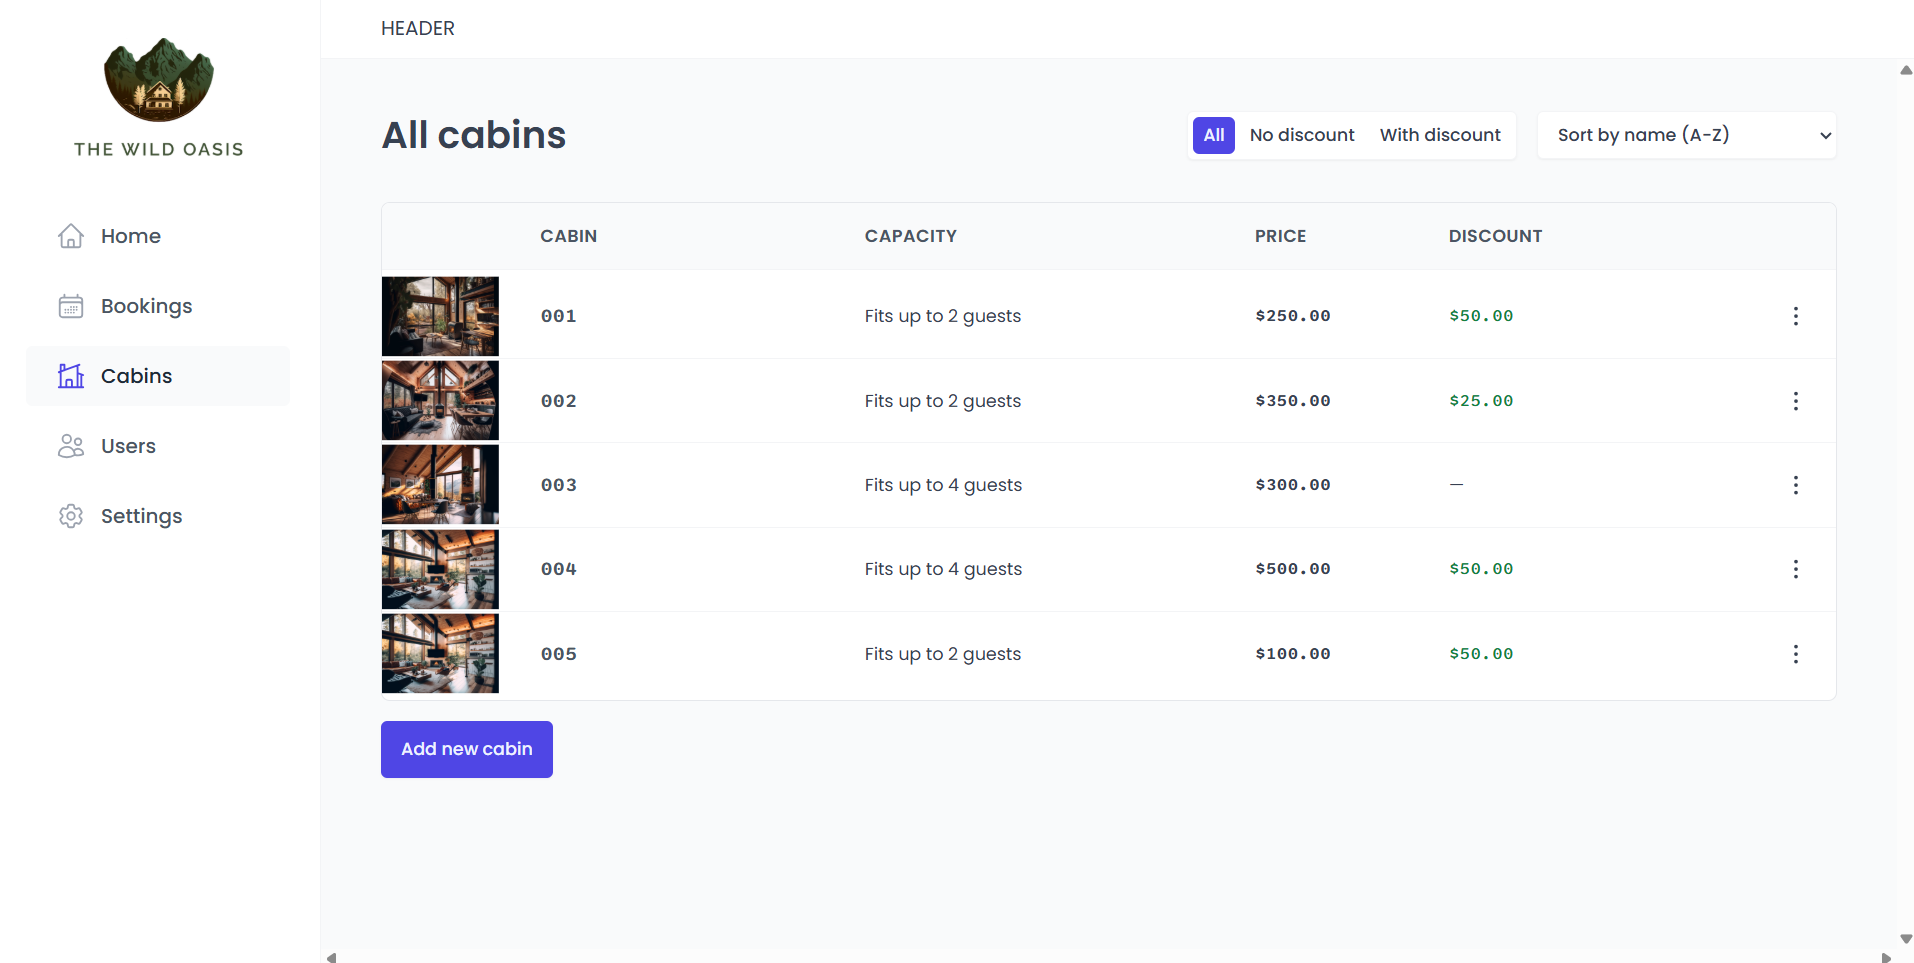 HEADER
THE WILD OASIS
Home
Bookings
Cabins
Users
Settings
All cabins
All No discount With discount Sort by name (A-Z)
CABIN CAPACITY PRICE DISCOUNT
001 Fits up to 2 guests $250.00 $50.00
002 Fits up to 2 guests $350.00 $25.00
003 Fits up to 4 guests $300.00 —
004 Fits up to 4 guests $500.00 $50.00
005 Fits up to 2 guests $100.00 $50.00
Add new cabin